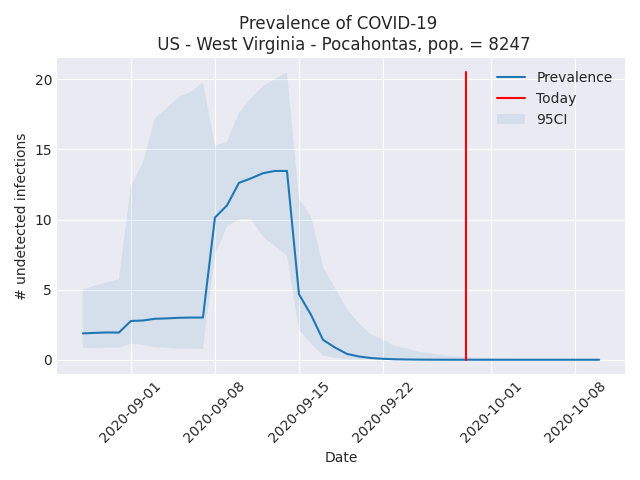 Prevalence of COVID-19
US - West Virginia - Pocahontas, pop. = 8247
# undetected infections
20
15
10
5
0
Prevalence
Today
95CI
2020-09-01
2020-09-08
2020-09-15
2020-09-22
2020-10-01
2020-10-08
Date